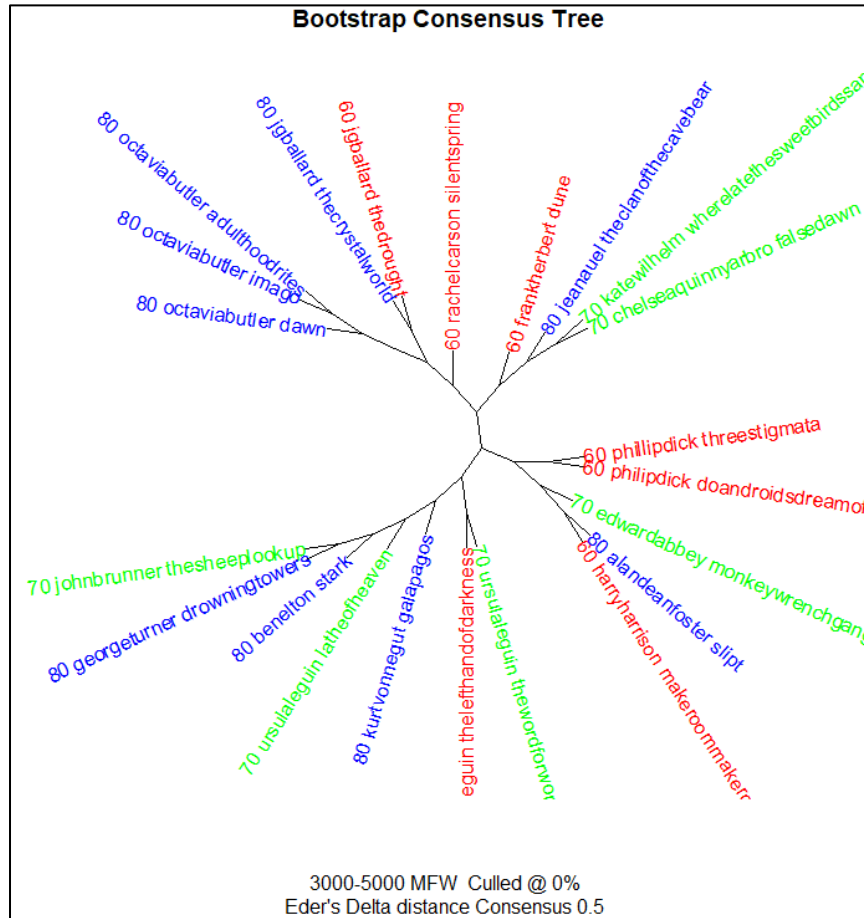 Bootstrap Consensus Tree
80 octaviabutler adulthoodrites
80 octaviabutler imago
80 octaviabutler dawn
80 jgballard thecrystalworld
60 jgballard thedrought
60 rachelcarson silentspring
60 frankherbert dune
80 jeanauel theclanofthecavebear
70 katewilhelm wherelatethesweetbirdssan
70 chelseaquinnyarbro falsedawn
60 phillipdick threestigmata
60 philipdick doandroidsdreamof
70 edwardabbey monkeywrenchgang
80 alandeanfoster slipt
60 harryharrison makeroommakerr
70 ursulaleguin thewordforwor
eguin thelefthandofdarkness
80 kurtvonnegut galapagos
70 ursulaleguin latheofheaven
80 benelton stark
80 georgeturner drowningtowers
70 johnbrunner thesheeplookup
3000-5000 MFW Culled @ 0%
Eder's Delta distance Consensus 0.5